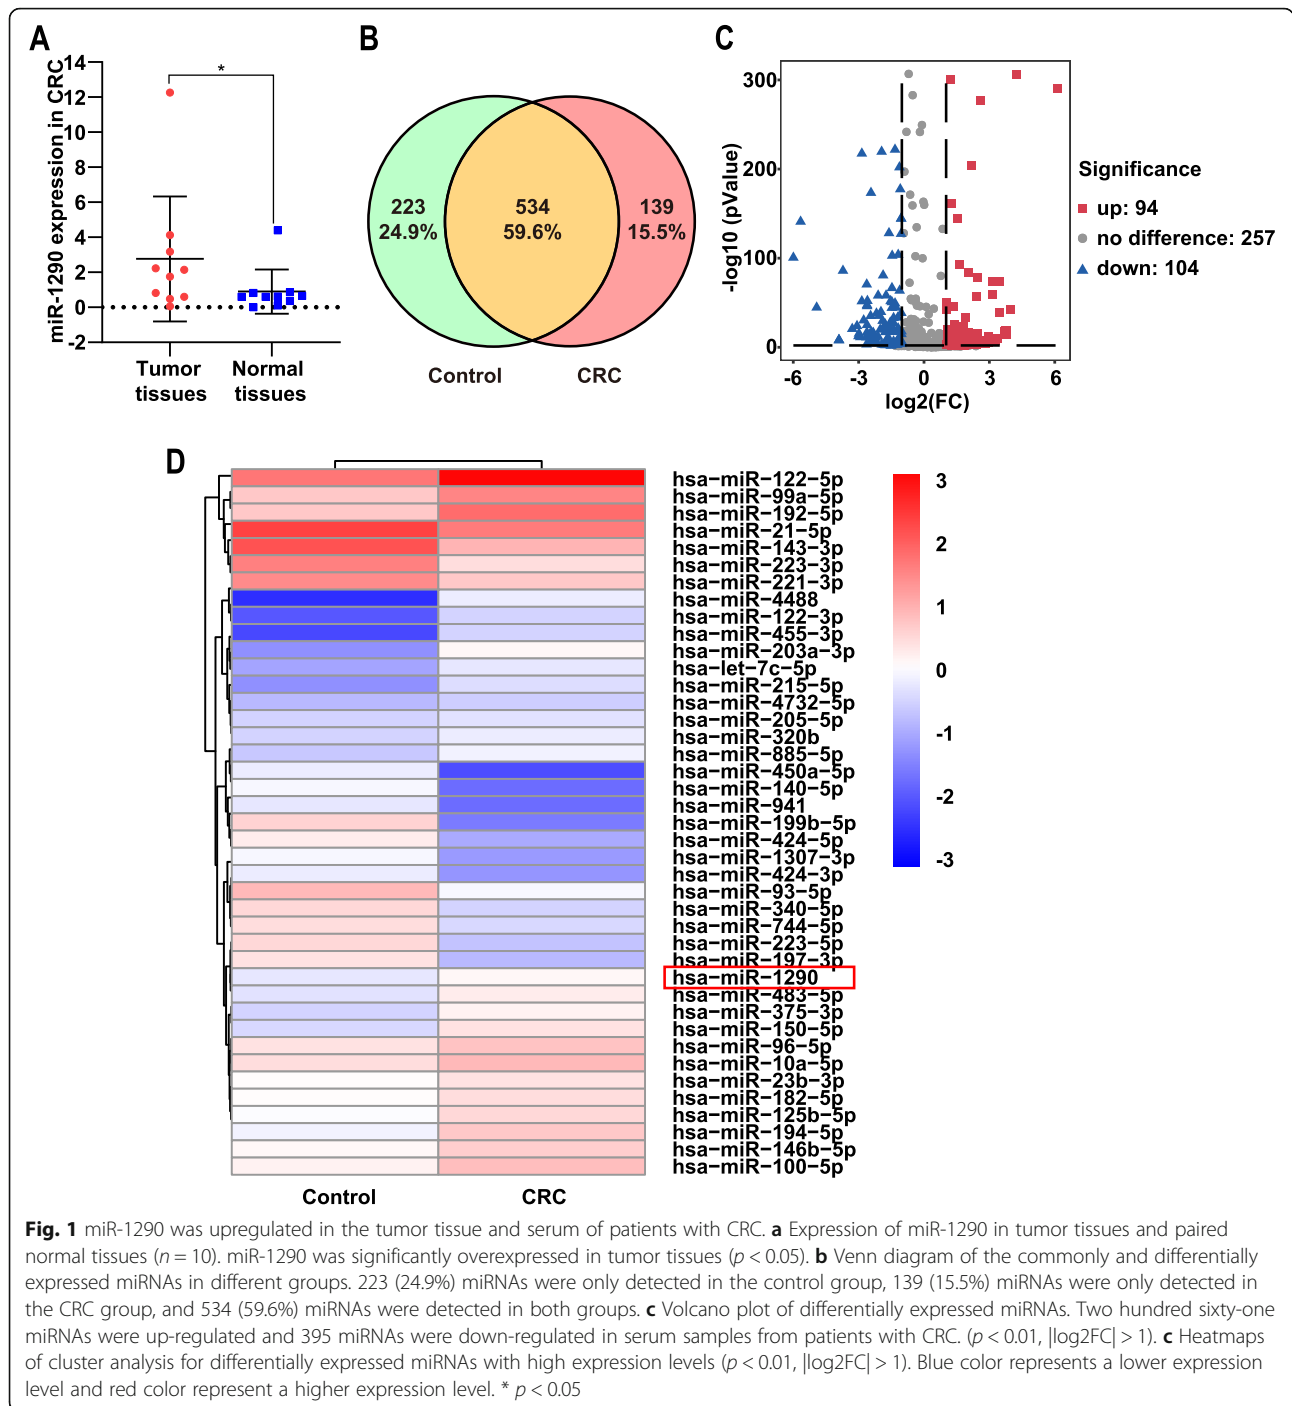 A
miR-1290 expression in CRC
14
12
10
8
6
4
2
0
-2
*
Tumor
tissues
Normal
tissues
B
223
24.9%
534
59.6%
139
15.5%
Control
CRC
C
-log10 (pValue)
300
200
100
0
-6
-3
0
3
6
log2(FC)
Significance
up: 94
no difference: 257
down: 104
D
hsa-miR-122-5p
hsa-miR-99a-5p
hsa-miR-192-5p
hsa-miR-21-5p
hsa-miR-143-3p
hsa-miR-223-3p
hsa-miR-221-3p
hsa-miR-4488
hsa-miR-122-3p
hsa-miR-455-3p
hsa-miR-203a-3p
hsa-let-7c-5p
hsa-miR-215-5p
hsa-miR-4732-5p
hsa-miR-205-5p
hsa-miR-320b
hsa-miR-885-5p
hsa-miR-450a-5p
hsa-miR-140-5p
hsa-miR-941
hsa-miR-199b-5p
hsa-miR-424-5p
hsa-miR-1307-3p
hsa-miR-424-3p
hsa-miR-93-5p
hsa-miR-340-5p
hsa-miR-744-5p
hsa-miR-223-5p
hsa-miR-197-3p
hsa-miR-1290
hsa-miR-483-5p
hsa-miR-375-3p
hsa-miR-150-5p
hsa-miR-96-5p
hsa-miR-10a-5p
hsa-miR-23b-3p
hsa-miR-182-5p
hsa-miR-125b-5p
hsa-miR-194-5p
hsa-miR-146b-5p
hsa-miR-100-5p
3
2
1
0
-1
-2
-3
Control
CRC
Fig. 1 miR-1290 was upregulated in the tumor tissue and serum of patients with CRC. a Expression of miR-1290 in tumor tissues and paired
normal tissues (n = 10). miR-1290 was significantly overexpressed in tumor tissues (p < 0.05). b Venn diagram of the commonly and differentially
expressed miRNAs in different groups. 223 (24.9%) miRNAs were only detected in the control group, 139 (15.5%) miRNAs were only detected in
the CRC group, and 534 (59.6%) miRNAs were detected in both groups. c Volcano plot of differentially expressed miRNAs. Two hundred sixty-one
miRNAs were up-regulated and 395 miRNAs were down-regulated in serum samples from patients with CRC. (p < 0.01, |log2FC| > 1). c Heatmaps
of cluster analysis for differentially expressed miRNAs with high expression levels (p < 0.01, |log2FC| > 1). Blue color represents a lower expression
level and red color represent a higher expression level. * p < 0.05